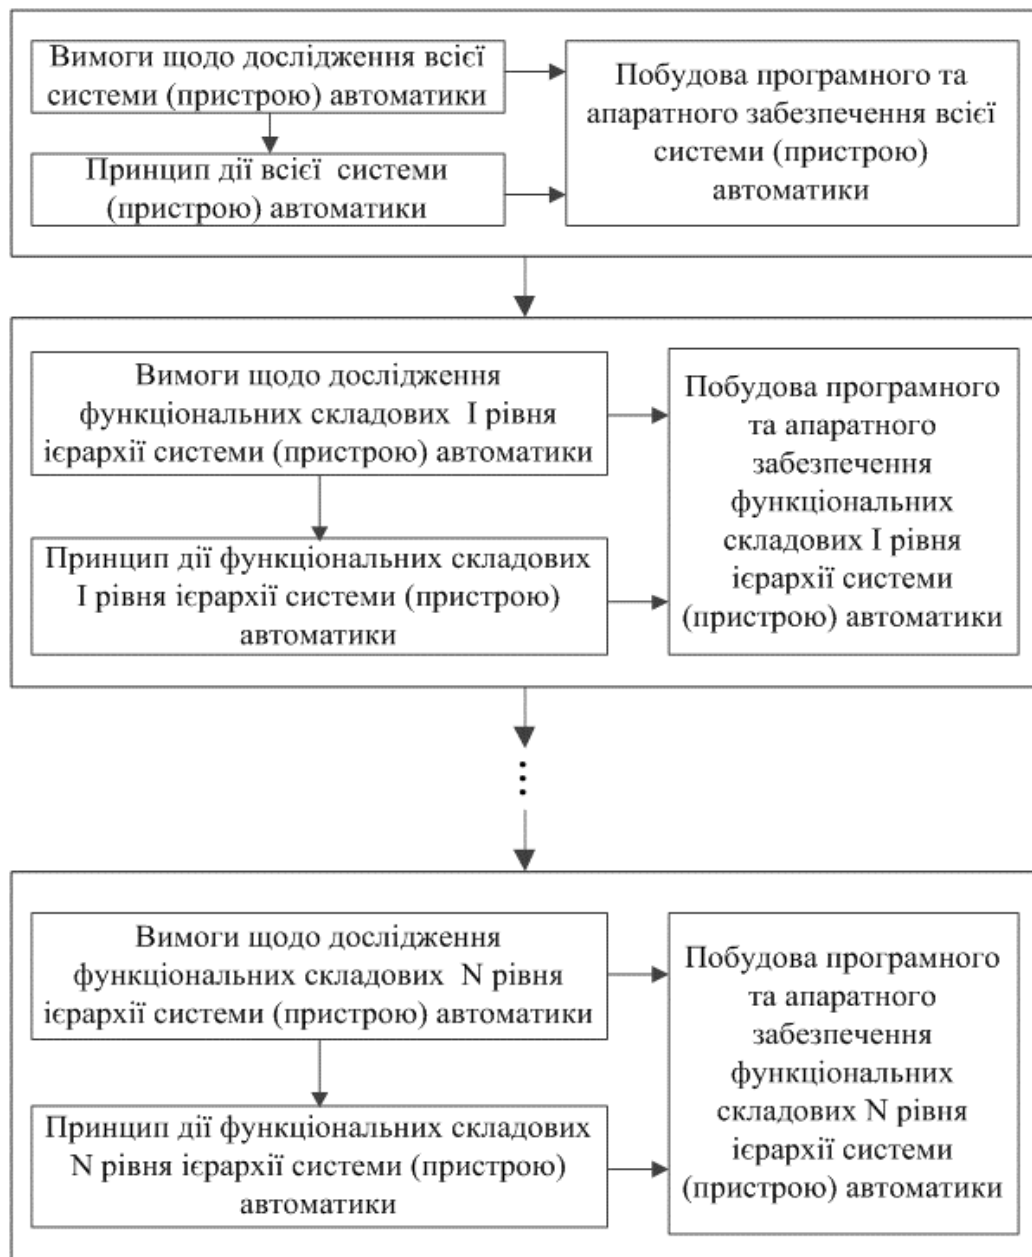 Вимоги щодо дослідження всієї
системи (пристрою) автоматики
Принцип дії всієї системи
(пристрою) автоматики
Побудова програмного та
апаратного забезпечення всієї
системи (пристрою)
автоматики
Вимоги щодо дослідження
функціональних складових І рівня
ієрархії системи (пристрою) автоматики
Принцип дії функціональних складових
І рівня ієрархії системи (пристрою)
автоматики
Побудова програмного
та апаратного
забезпечення
функціональних
складових І рівня
ієрархії системи
(пристрою) автоматики
⋮
Вимоги щодо дослідження
функціональних складових N рівня
ієрархії системи (пристрою) автоматики
Принцип дії функціональних складових
N рівня ієрархії системи (пристрою)
автоматики
Побудова програмного
та апаратного
забезпечення
функціональних
складових N рівня
ієрархії системи
(пристрою) автоматики